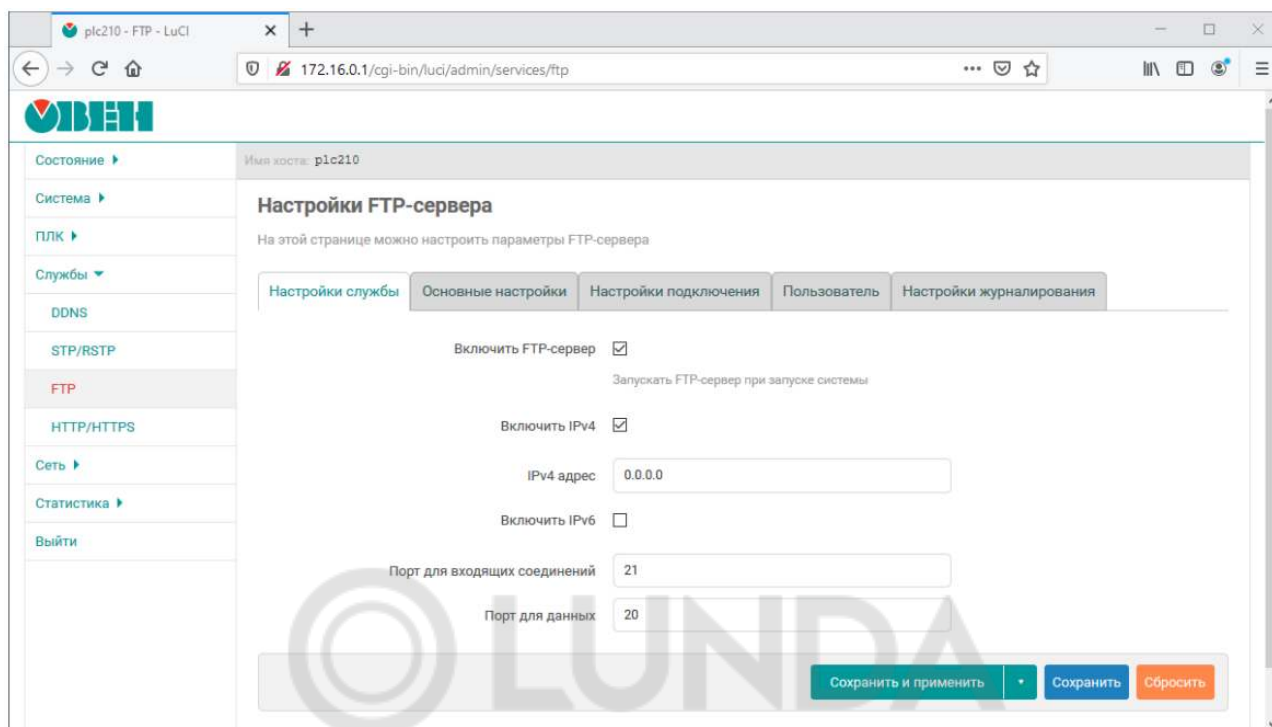 plc210 - FTP - LuCI
172.16.0.1/cgi-bin/luci/admin/services/ftp
ОВЕН
Имя хоста: plc210
Состояние
Система
ПЛК
Службы
DDNS
STP/RSTP
FTP
HTTP/HTTPS
Сеть
Статистика
Выйти
Настройки FTP-сервера
На этой странице можно настроить параметры FTP-сервера
Настройки службы Основные настройки Настройки подключения Пользователь Настройки журналирования
Включить FTP-сервер
Запускать FTP-сервер при запуске системы
Включить IPv4
IPv4 адрес 0.0.0.0
Включить IPv6
Порт для входящих соединений 21
Порт для данных 20
Сохранить и применить Сохранить Сбросить
LUNDA